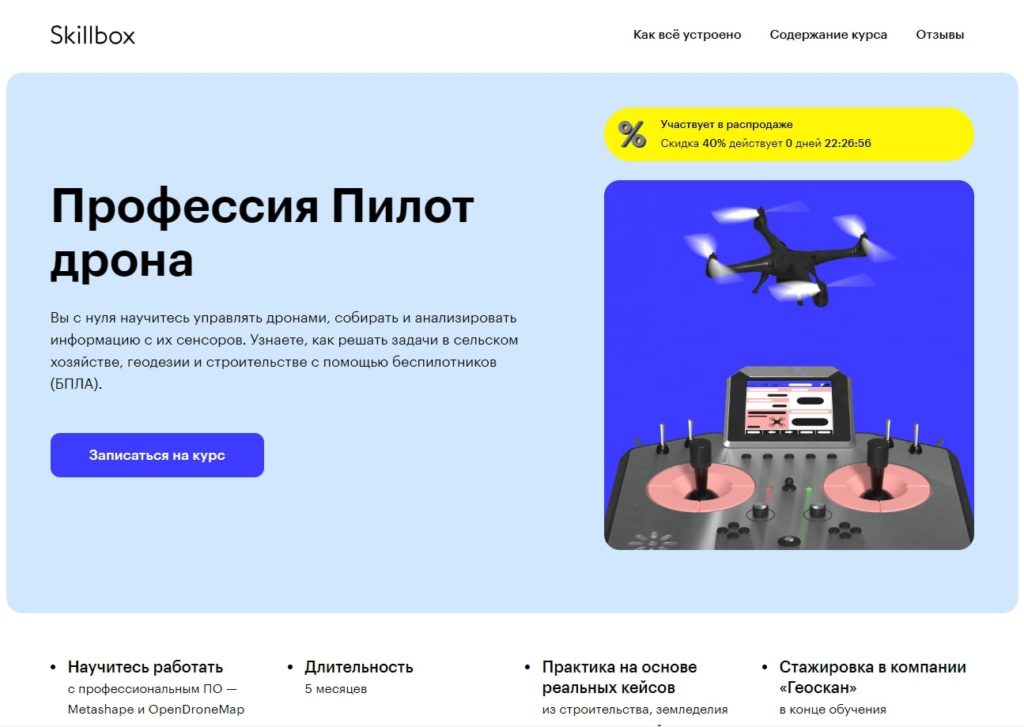 Skillbox
Как всё устроено
Содержание курса
Отзывы
Участвует в распродаже
Скидка 40% действует 0 дней 22:26:56
Профессия Пилот
дрона
Вы с нуля научитесь управлять дронами, собирать и анализировать
информацию с их сенсоров. Узнаете, как решать задачи в сельском
хозяйстве, геодезии и строительстве с помощью беспилотников
(БПЛА).
Записаться на курс
Научитесь работать
с профессиональным ПО —
Metashape и OpenDroneMap
Длительность
5 месяцев
Практика на основе
реальных кейсов
из строительства, земледелия
Стажировка в компании
«Геоскан»
в конце обучения